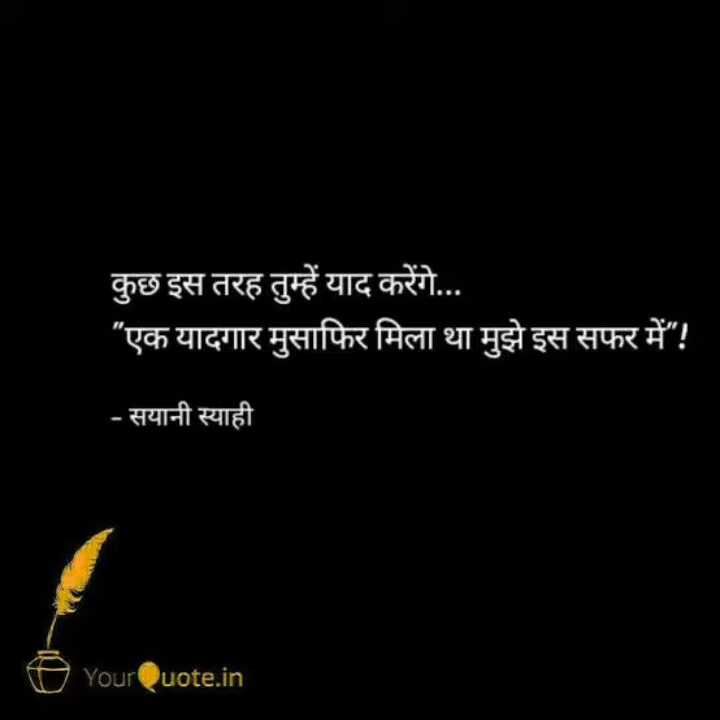 कुछ इस तरह तुम्हें याद करेंगे...
"एक यादगार मुसाफिर मिला था मुझे इस सफर में"!
- सयानी स्याही
YourQuote.in